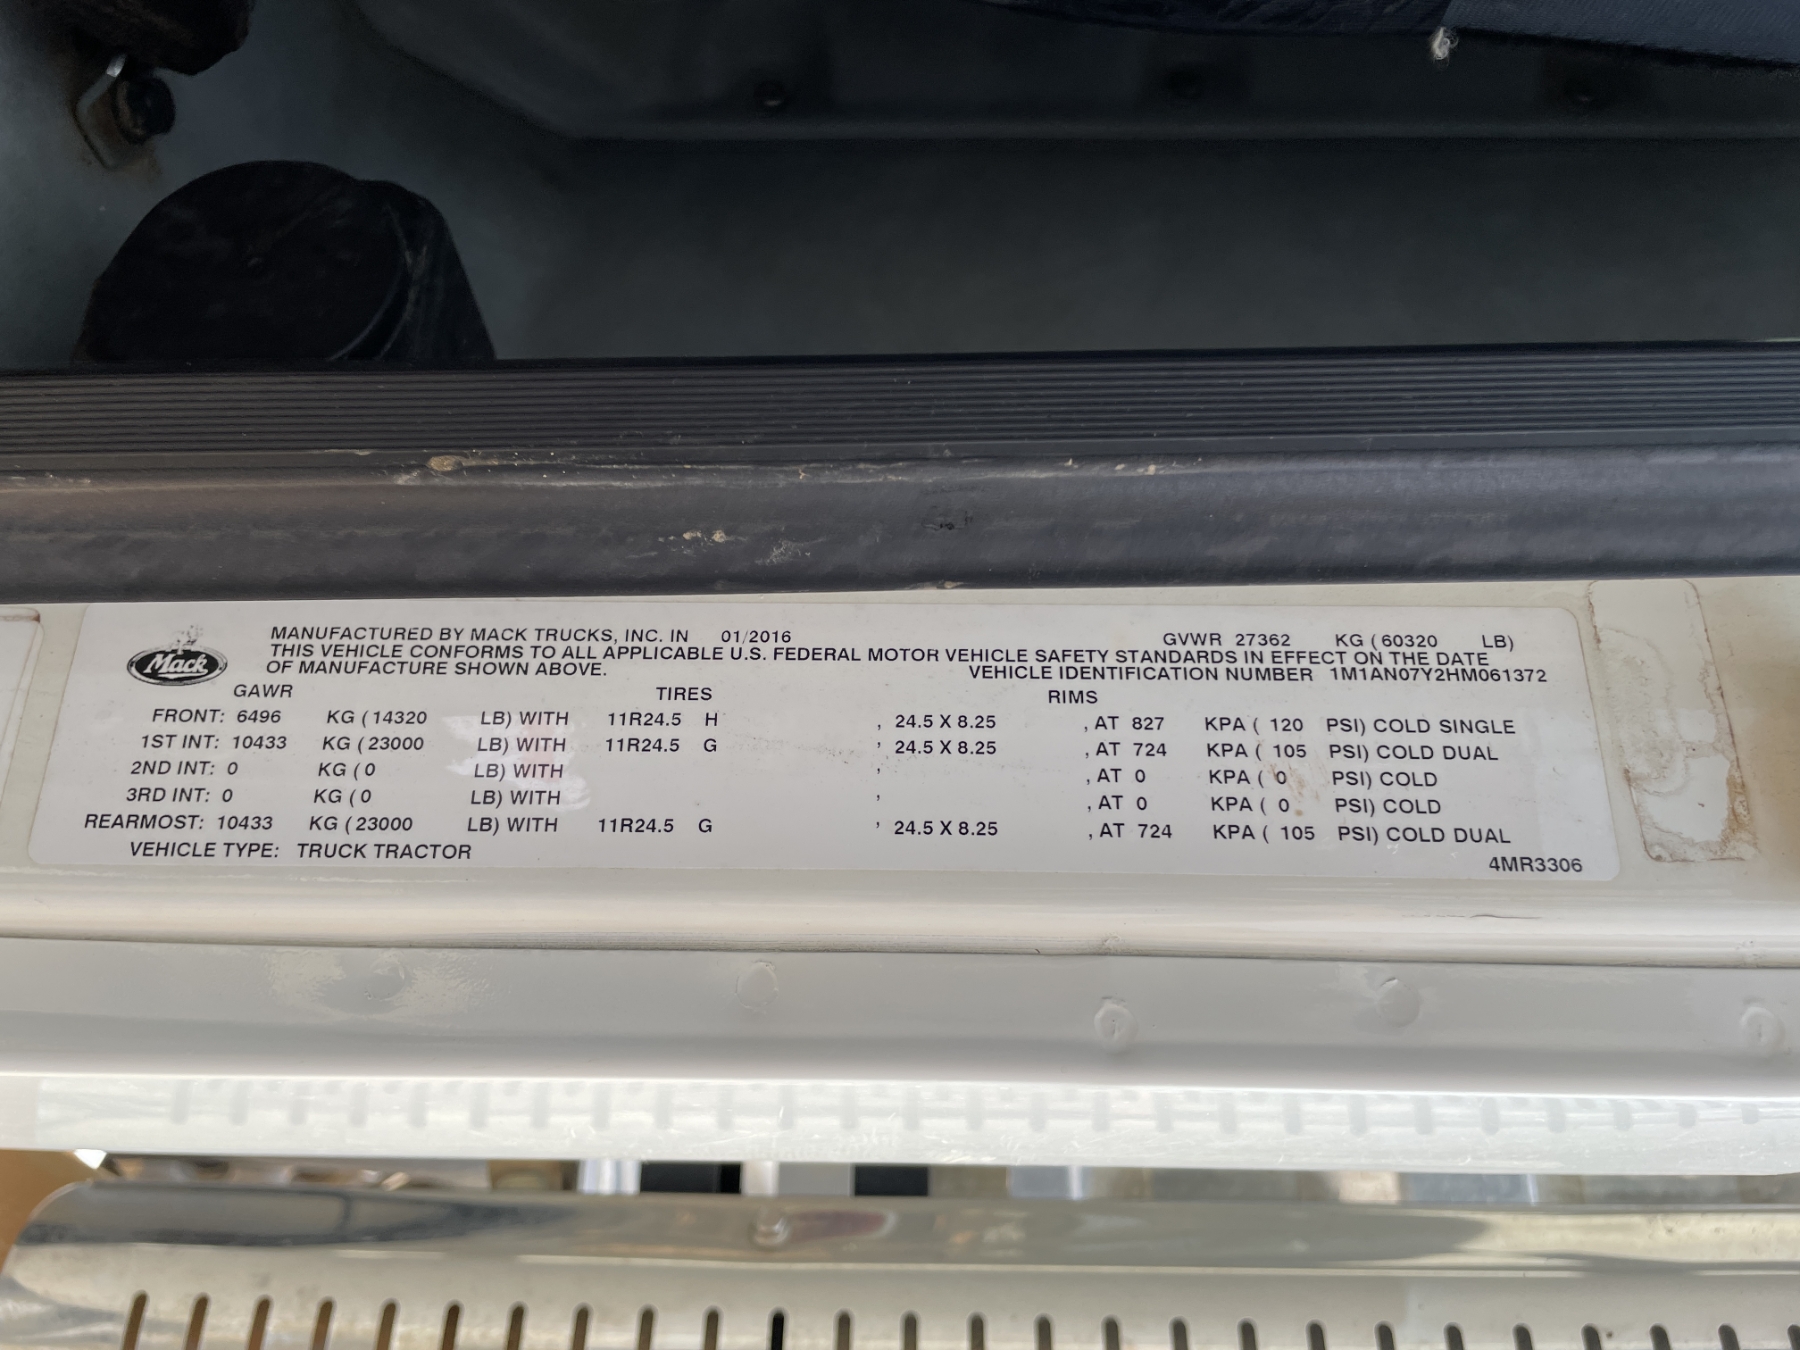 Mack
MANUFACTURED BY MACK TRUCKS, INC. IN 01/2016 GVWR 27362 KG ( 60320 LB)
THIS VEHICLE CONFORMS TO ALL APPLICABLE U.S. FEDERAL MOTOR VEHICLE SAFETY STANDARDS IN EFFECT ON THE DATE
OF MANUFACTURE SHOWN ABOVE. VEHICLE IDENTIFICATION NUMBER 1M1AN07Y2HM061372
GAWR TIRES RIMS
FRONT: 6496 KG ( 14320 LB) WITH 11R24.5 H , 24.5 X 8.25 , AT 827 KPA ( 120 PSI) COLD SINGLE
1ST INT: 10433 KG ( 23000 LB) WITH 11R24.5 G , 24.5 X 8.25 , AT 724 KPA ( 105 PSI) COLD DUAL
2ND INT: 0 KG ( 0 LB) WITH , , AT 0 KPA ( 0 PSI) COLD
3RD INT: 0 KG ( 0 LB) WITH , , AT 0 KPA ( 0 PSI) COLD
REARMOST: 10433 KG ( 23000 LB) WITH 11R24.5 G , 24.5 X 8.25 , AT 724 KPA ( 105 PSI) COLD DUAL
VEHICLE TYPE: TRUCK TRACTOR
4MR3306